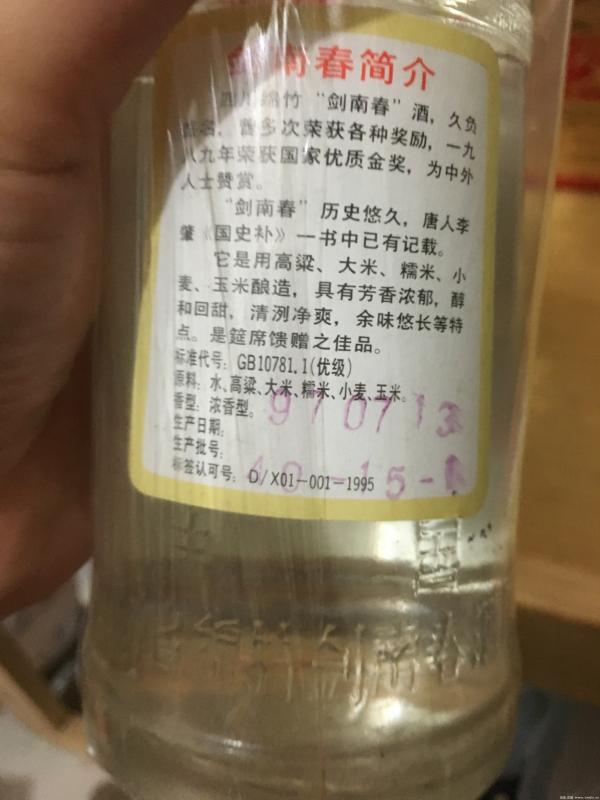 剑南春简介
四川绵竹“剑南春”酒，久负
盛名，曾多次荣获各种奖励，一九
八九年荣获国家优质金奖，为中外
人士赞赏。
“剑南春”历史悠久，唐人李
肇《国史补》一书中已有记载。
它是用高粱、大米、糯米、小
麦、玉米酿造，具有芳香浓郁，醇
和回甜，清洌净爽，余味悠长等特
点。是筵席馈赠之佳品。
标准代号：GB10781.1(优级)
原料：水、高粱、大米、糯米、小麦、玉米。
香型：浓香型。
生产日期：970713
生产批号：
标签认可号：D/X01-001-1995